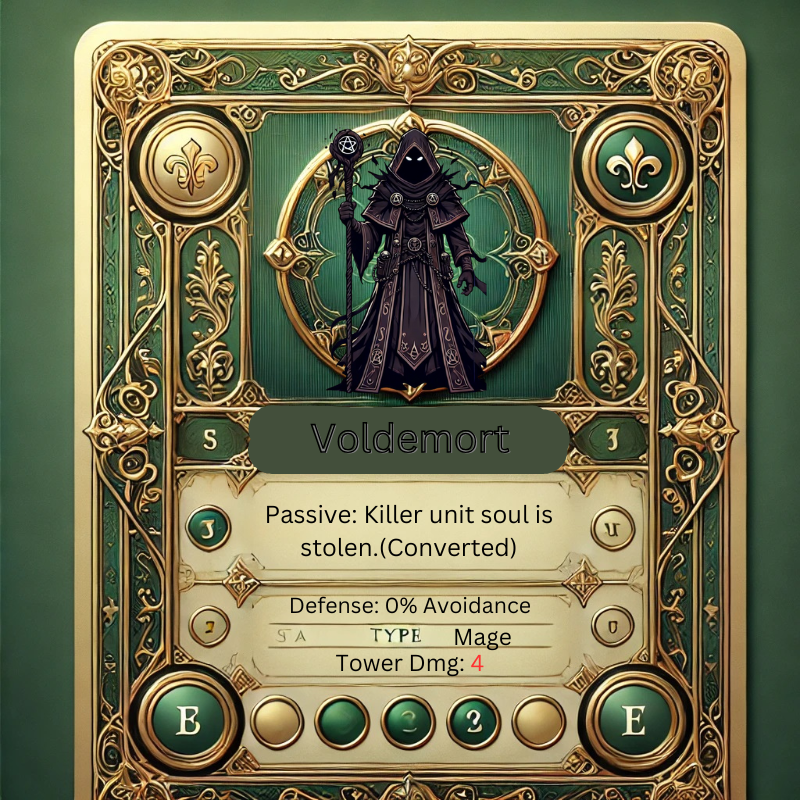 S Voldemort J
Passive: Killer unit soul is
stolen.(Converted)
Defense: 0% Avoidance
TYPE Mage
Tower Dmg: 4
B E